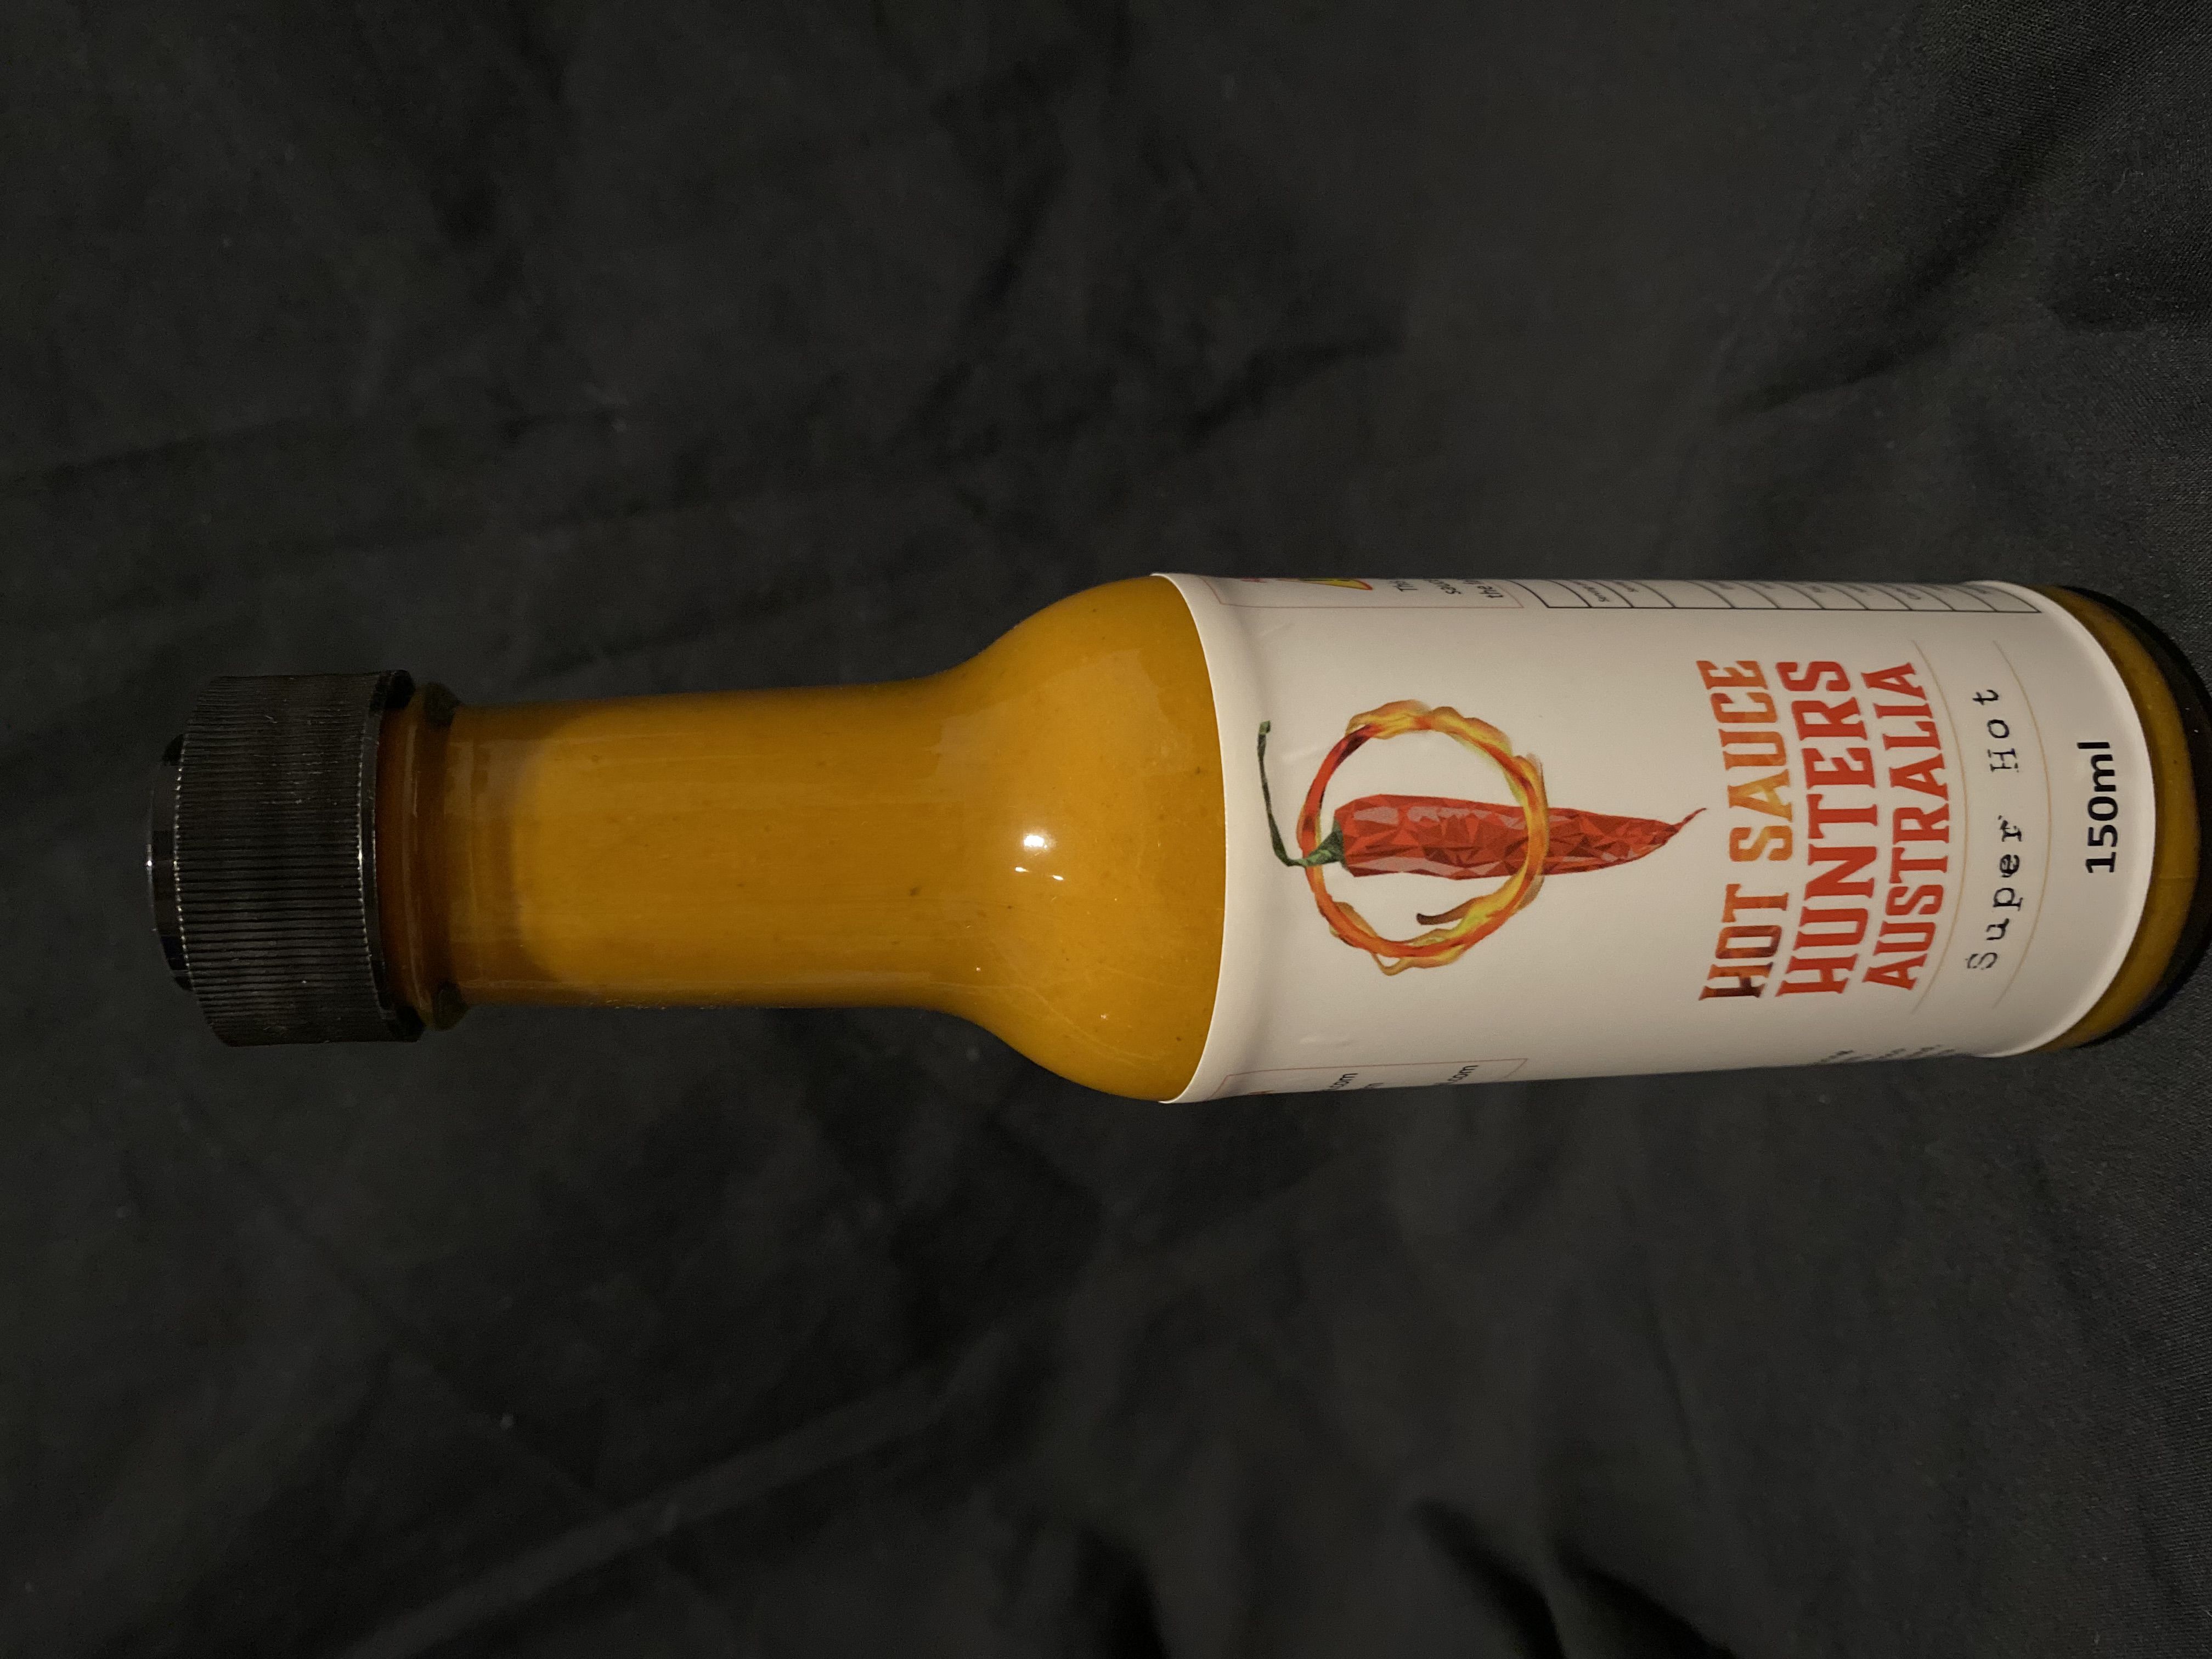 HOT SAUCE
HUNTERS
AUSTRALIA
Super Hot
150ml